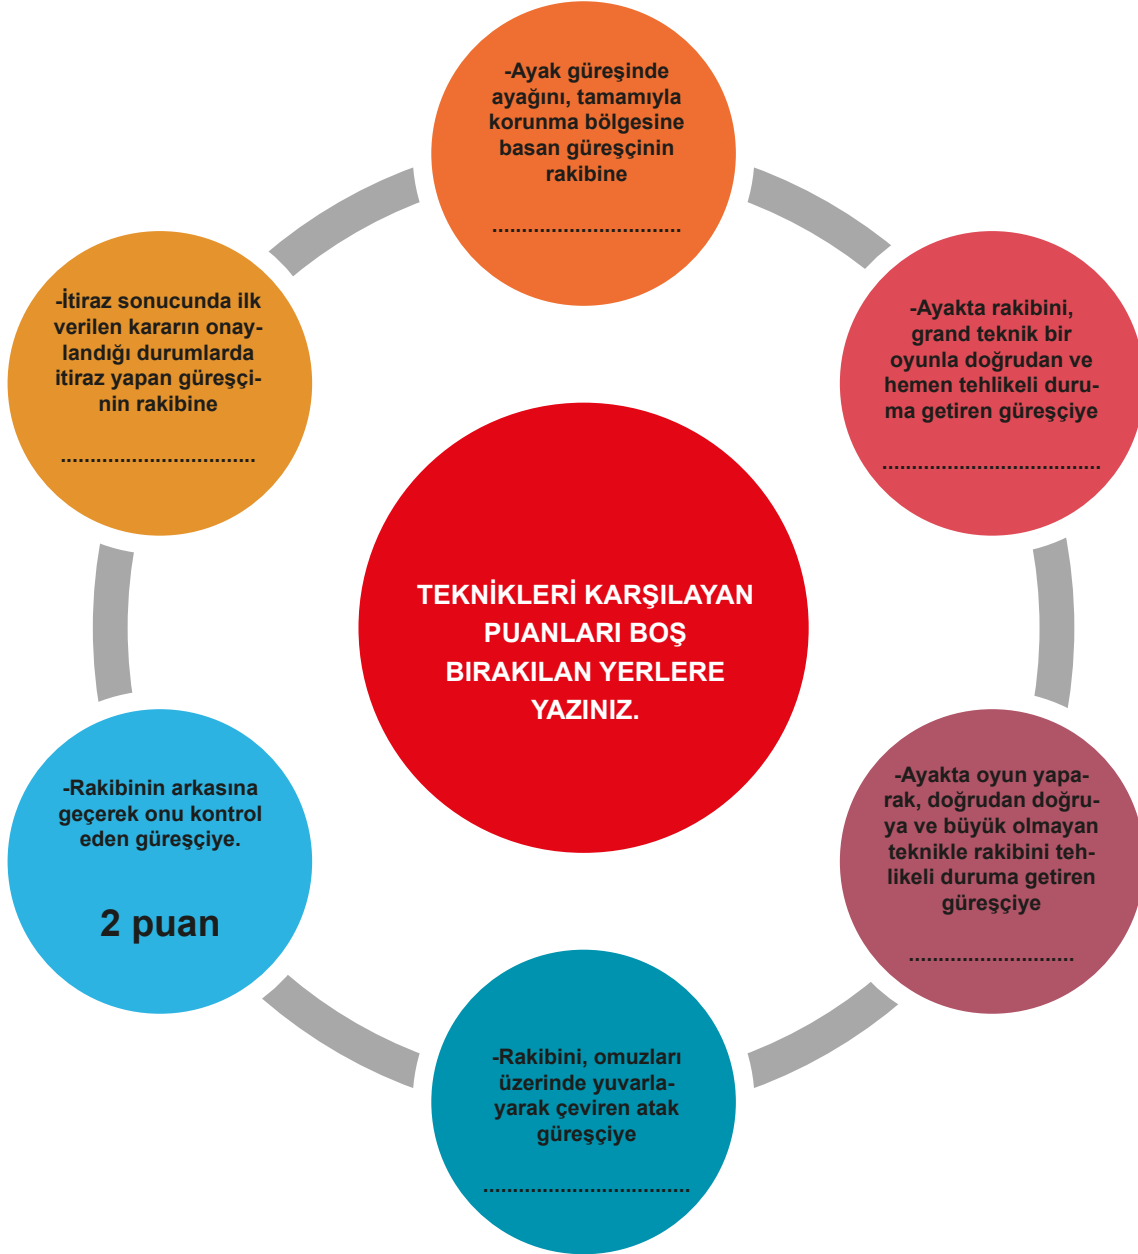 -Ayak güreşinde
ayağını, tamamıyla
korunma bölgesine
basan güreşçinin
rakibine
................................
-İtiraz sonucunda ilk
verilen kararın onay-
landığı durumlarda
itiraz yapan güreşçi-
nin rakibine
.................................
-Ayakta rakibini,
grand teknik bir
oyunla doğrudan ve
hemen tehlikeli duru-
ma getiren güreşçiye
.....................................
TEKNİKLERİ KARŞILAYAN
PUANLARI BOŞ
BIRAKILAN YERLERE
YAZINIZ.
-Rakibinin arkasına
geçerek onu kontrol
eden güreşçiye.
2 puan
-Ayakta oyun yapa-
rak, doğrudan doğru-
ya ve büyük olmayan
teknikle rakibini teh-
likeli duruma getiren
güreşçiye
............................
-Rakibini, omuzları
üzerinde yuvarla-
yarak çeviren atak
güreşçiye
...................................